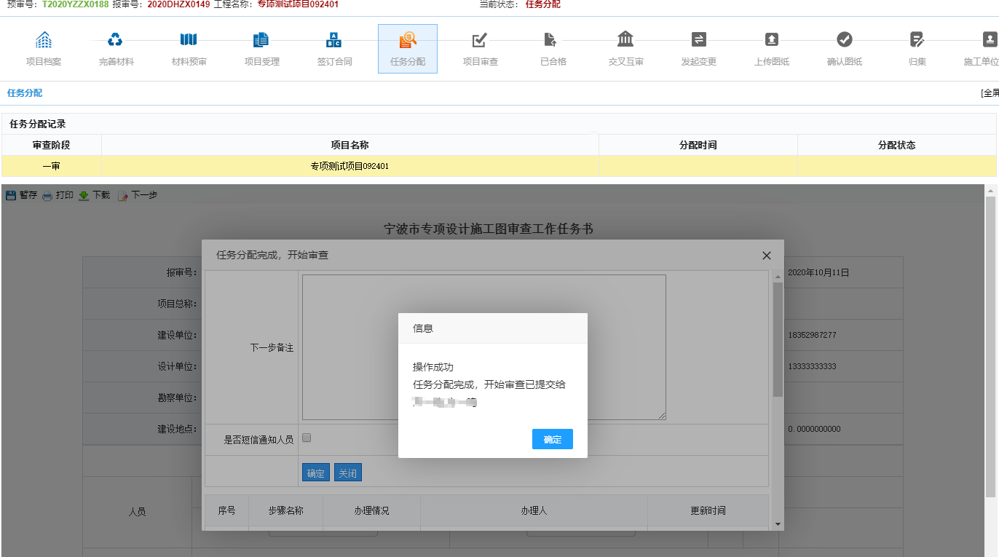 预审号: T2020YZZX0188 报审号: 2020DHZX0149 工程名称: 专项测试项目092401 当前状态: 任务分配
项目档案 完善材料 材料预审 项目受理 签订合同 任务分配 项目审查 已合格 交叉互审 发起变更 上传图纸 确认图纸 归集 施工单位
任务分配 [全屏
任务分配记录
审查阶段 项目名称 分配时间 分配状态
一审 专项测试项目092401
暂存 打印 下载 下一步
宁波市专项设计施工图审查工作任务书
任务分配完成，开始审查
报审号: 2020年10月11日
项目总称:
建设单位: 18352987277
设计单位: 13333333333
勘察单位:
建设地点: 0.0000000000
人员
下一步备注
信息
操作成功
任务分配完成，开始审查已提交给
确定
是否短信通知人员
确定 关闭
序号 步骤名称 办理情况 办理人 更新时间